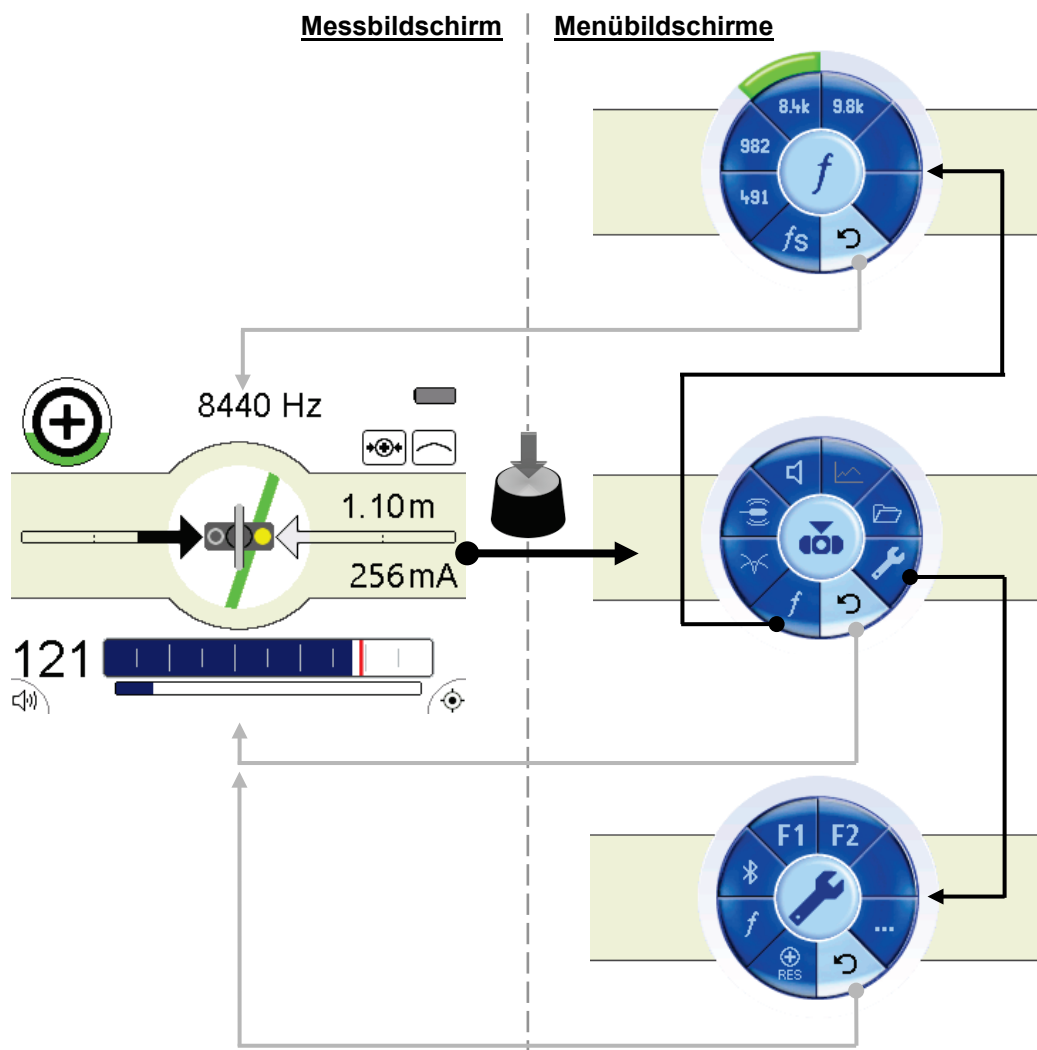 Messbildschirm
Menübildschirme
8.4k
9.8k
982
f
491
fs
8440 Hz
1.10m
256mA
f
121
F1
F2
f
...
RES